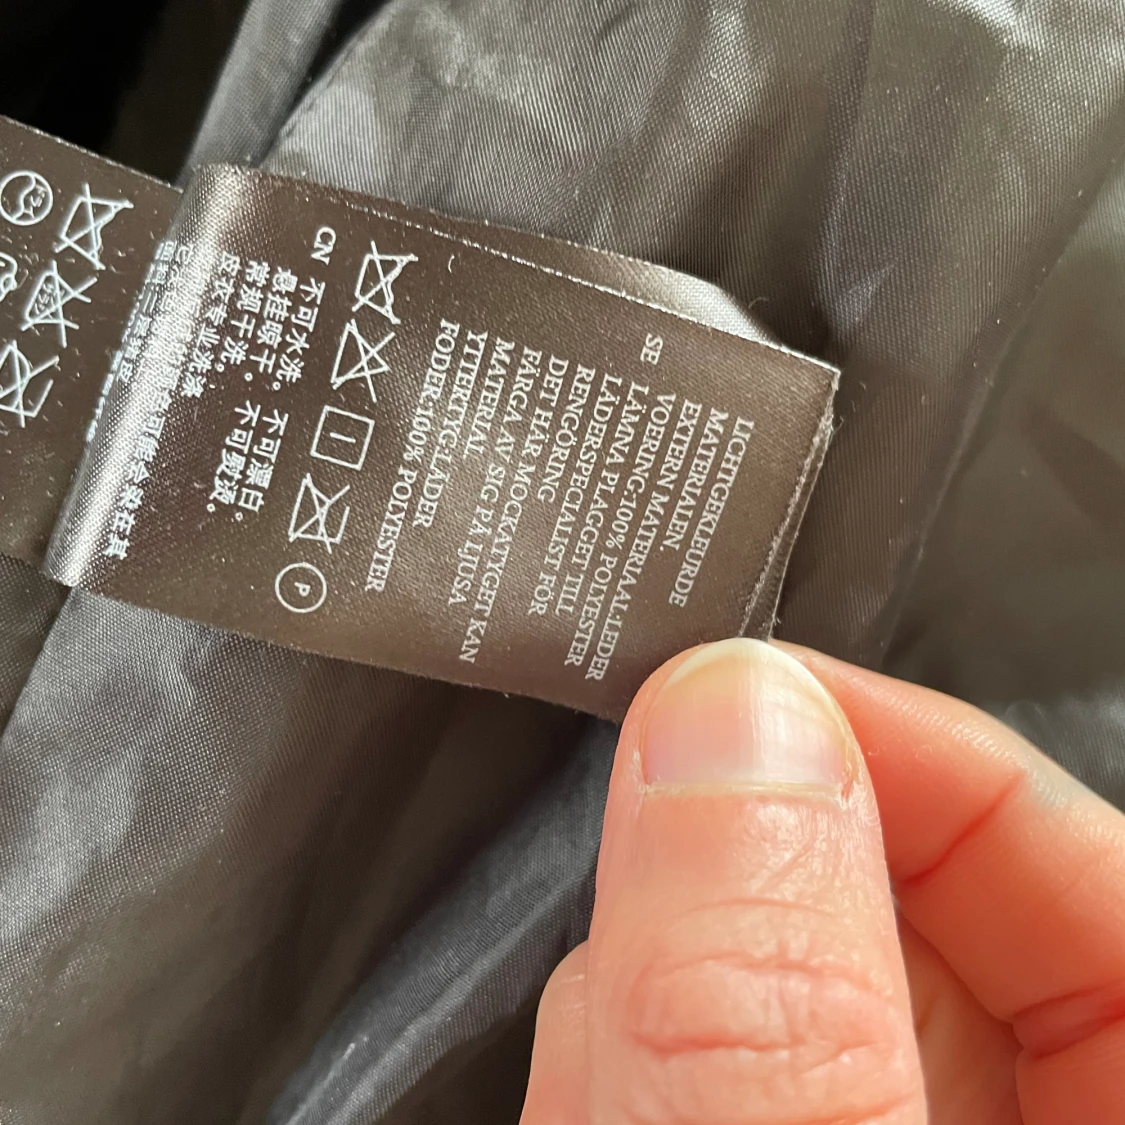 LICHTGEKLEURDE
MATERIALEN.
EXTERN MATERIAAL:LEDER
VOERING:100% POLYESTER
SE LÄMNA PLAGGET TILL
LÄDERSPECIALIST FÖR
RENGÖRING
DET HÄR MOCKATYGET KAN
FÄRGA AV SIG PÅ LJUSA
MATERIAL.
YTTERTYG:LÄDER
FODER:100% POLYESTER
P
CN 不可水洗。不可漂白。
悬挂晾干。不可熨烫。
常规干洗。
皮衣专业洗涤